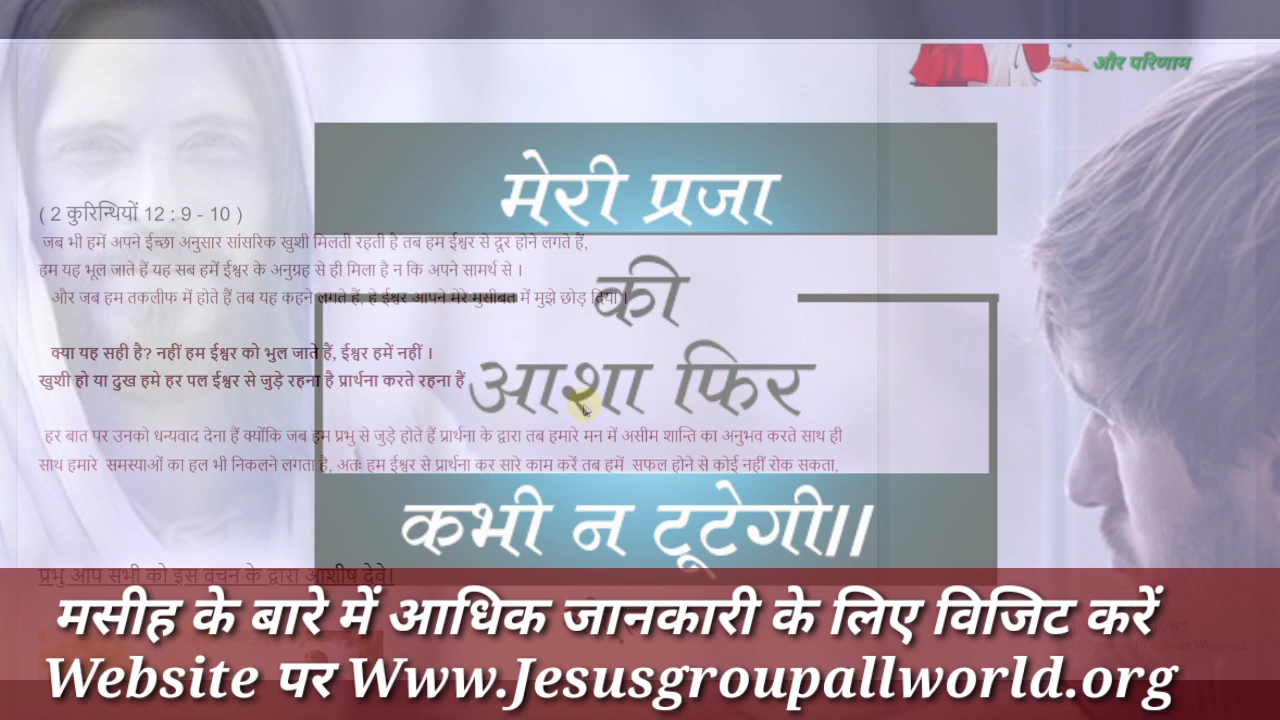 और परिणाम
मेरी प्रजा
की
आशा फिर
कभी न टूटेगी।।
( 2 कुरिन्थियों 12 : 9 - 10 )
जब भी हमें अपने ईच्छा अनुसार सांसरिक खुशी मिलती रहती है तब हम ईश्वर से दूर होने लगते हैं,
हम यह भूल जाते हैं यह सब हमें ईश्वर के अनुग्रह से ही मिला है न कि अपने सामर्थ से ।
और जब हम तकलीफ में होते हैं तब यह कहने लगते हैं, हे ईश्वर आपने मेरे मुसीबत में मुझे छोड़ दिया ।
क्या यह सही है? नहीं हम ईश्वर को भुल जाते हैं, ईश्वर हमें नहीं ।
खुशी हो या दुख हमे हर पल ईश्वर से जुड़े रहना है प्रार्थना करते रहना हैं
हर बात पर उनको धन्यवाद देना हैं क्योंकि जब हम प्रभु से जुड़े होते हैं प्रार्थना के द्वारा तब हमारे मन में असीम शान्ति का अनुभव करते साथ ही
साथ हमारे समस्याओं का हल भी निकलने लगता है, अतः हम ईश्वर से प्रार्थना कर सारे काम करें तब हमें सफल होने से कोई नहीं रोक सकता,
प्रभु आप सभी को इस वचन के द्वारा आशीष देवे।
मसीह के बारे में आधिक जानकारी के लिए विजिट करें
Website पर Www.Jesusgroupallworld.org